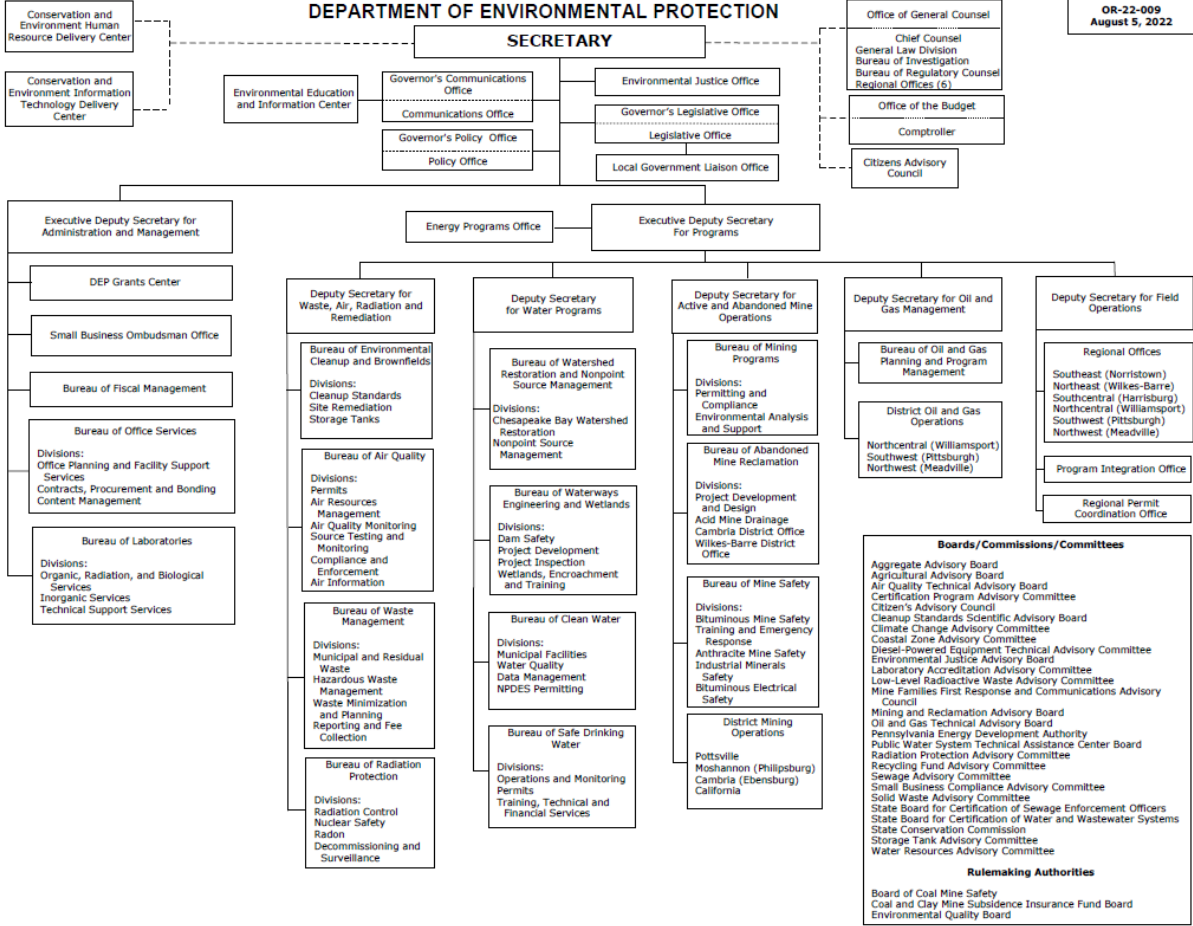 DEPARTMENT OF ENVIRONMENTAL PROTECTION
OR-22-009
August 5, 2022
Conservation and
Environment Human
Resource Delivery Center
Conservation and
Environment Information
Technology Delivery
Center
SECRETARY
Office of General Counsel
Chief Counsel
General Law Division
Bureau of Investigation
Bureau of Regulatory Counsel
Regional Offices (6)
Office of the Budget
Comptroller
Citizens Advisory
Council
Environmental Education
and Information Center
Governor's Communications
Office
Communications Office
Governor's Policy Office
Policy Office
Environmental Justice Office
Governor's Legislative Office
Legislative Office
Local Government Liaison Office
Executive Deputy Secretary for
Administration and Management
Energy Programs Office
Executive Deputy Secretary
For Programs
DEP Grants Center
Small Business Ombudsman Office
Bureau of Fiscal Management
Bureau of Office Services
Divisions:
Office Planning and Facility Support
Services
Contracts, Procurement and Bonding
Content Management
Bureau of Laboratories
Divisions:
Organic, Radiation, and Biological
Services
Inorganic Services
Technical Support Services
Deputy Secretary for
Waste, Air, Radiation and
Remediation
Bureau of Environmental
Cleanup and Brownfields
Divisions:
Cleanup Standards
Site Remediation
Storage Tanks
Bureau of Air Quality
Divisions:
Permits
Air Resources
Management
Air Quality Monitoring
Source Testing and
Monitoring
Compliance and
Enforcement
Air Information
Bureau of Waste
Management
Divisions:
Municipal and Residual
Waste
Hazardous Waste
Management
Waste Minimization
and Planning
Reporting and Fee
Collection
Bureau of Radiation
Protection
Divisions:
Radiation Control
Nuclear Safety
Radon
Decommissioning and
Surveillance
Deputy Secretary
for Water Programs
Bureau of Watershed
Restoration and Nonpoint
Source Management
Divisions:
Chesapeake Bay Watershed
Restoration
Nonpoint Source
Management
Bureau of Waterways
Engineering and Wetlands
Divisions:
Dam Safety
Project Development
Project Inspection
Wetlands, Encroachment
and Training
Bureau of Clean Water
Divisions:
Municipal Facilities
Water Quality
Data Management
NPDES Permitting
Bureau of Safe Drinking
Water
Divisions:
Operations and Monitoring
Permits
Training, Technical and
Financial Services
Deputy Secretary for
Active and Abandoned Mine
Operations
Bureau of Mining
Programs
Divisions:
Permitting and
Compliance
Environmental Analysis
and Support
Bureau of Abandoned
Mine Reclamation
Divisions:
Project Development
and Design
Acid Mine Drainage
Cambria District Office
Wilkes-Barre District
Office
Bureau of Mine Safety
Divisions:
Bituminous Mine Safety
Training and Emergency
Response
Anthracite Mine Safety
Industrial Minerals
Safety
Bituminous Electrical
Safety
District Mining
Operations
Pottsville
Moshannon (Philipsburg)
Cambria (Ebensburg)
California
Deputy Secretary for Oil and
Gas Management
Bureau of Oil and Gas
Planning and Program
Management
District Oil and Gas
Operations
Northcentral (Williamsport)
Southwest (Pittsburgh)
Northwest (Meadville)
Deputy Secretary for Field
Operations
Regional Offices
Southeast (Norristown)
Northeast (Wilkes-Barre)
Southcentral (Harrisburg)
Northcentral (Williamsport)
Southwest (Pittsburgh)
Northwest (Meadville)
Program Integration Office
Regional Permit
Coordination Office
Boards/Commissions/Committees
Aggregate Advisory Board
Agricultural Advisory Board
Air Quality Technical Advisory Board
Certification Program Advisory Committee
Citizen's Advisory Council
Cleanup Standards Scientific Advisory Board
Climate Change Advisory Committee
Coastal Zone Advisory Committee
Diesel-Powered Equipment Technical Advisory Committee
Environmental Justice Advisory Board
Laboratory Accreditation Advisory Committee
Low-Level Radioactive Waste Advisory Committee
Mine Families First Response and Communications Advisory
Council
Mining and Reclamation Advisory Board
Oil and Gas Technical Advisory Board
Pennsylvania Energy Development Authority
Public Water System Technical Assistance Center Board
Radiation Protection Advisory Committee
Recycling Fund Advisory Committee
Sewage Advisory Committee
Small Business Compliance Advisory Committee
Solid Waste Advisory Committee
State Board for Certification of Sewage Enforcement Officers
State Board for Certification of Water and Wastewater Systems
State Conservation Commission
Storage Tank Advisory Committee
Water Resources Advisory Committee
Rulemaking Authorities
Board of Coal Mine Safety
Coal and Clay Mine Subsidence Insurance Fund Board
Environmental Quality Board